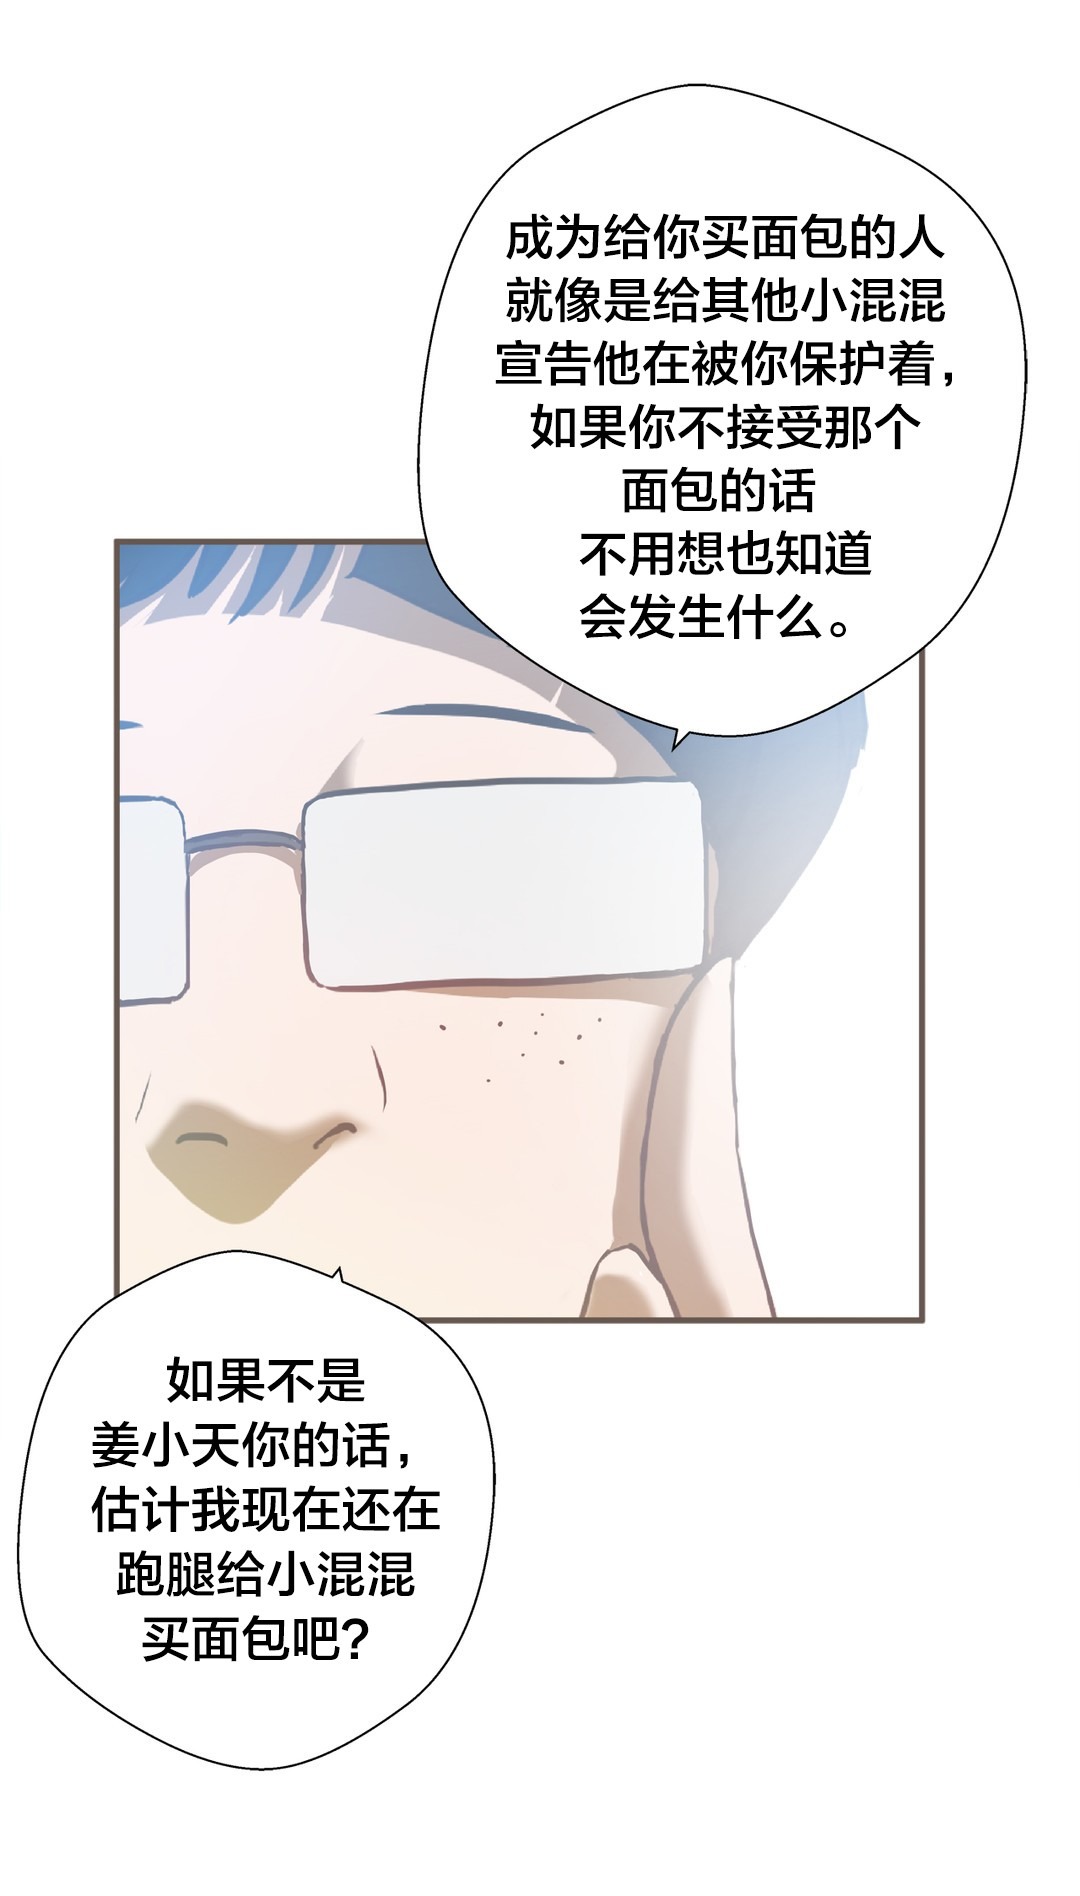 成为给你买面包的人
就像是给其他小混混
宣告他在被你保护着，
如果你不接受那个
面包的话
不用想也知道
会发生什么。
如果不是
姜小天你的话，
估计我现在还在
跑腿给小混混
买面包吧？